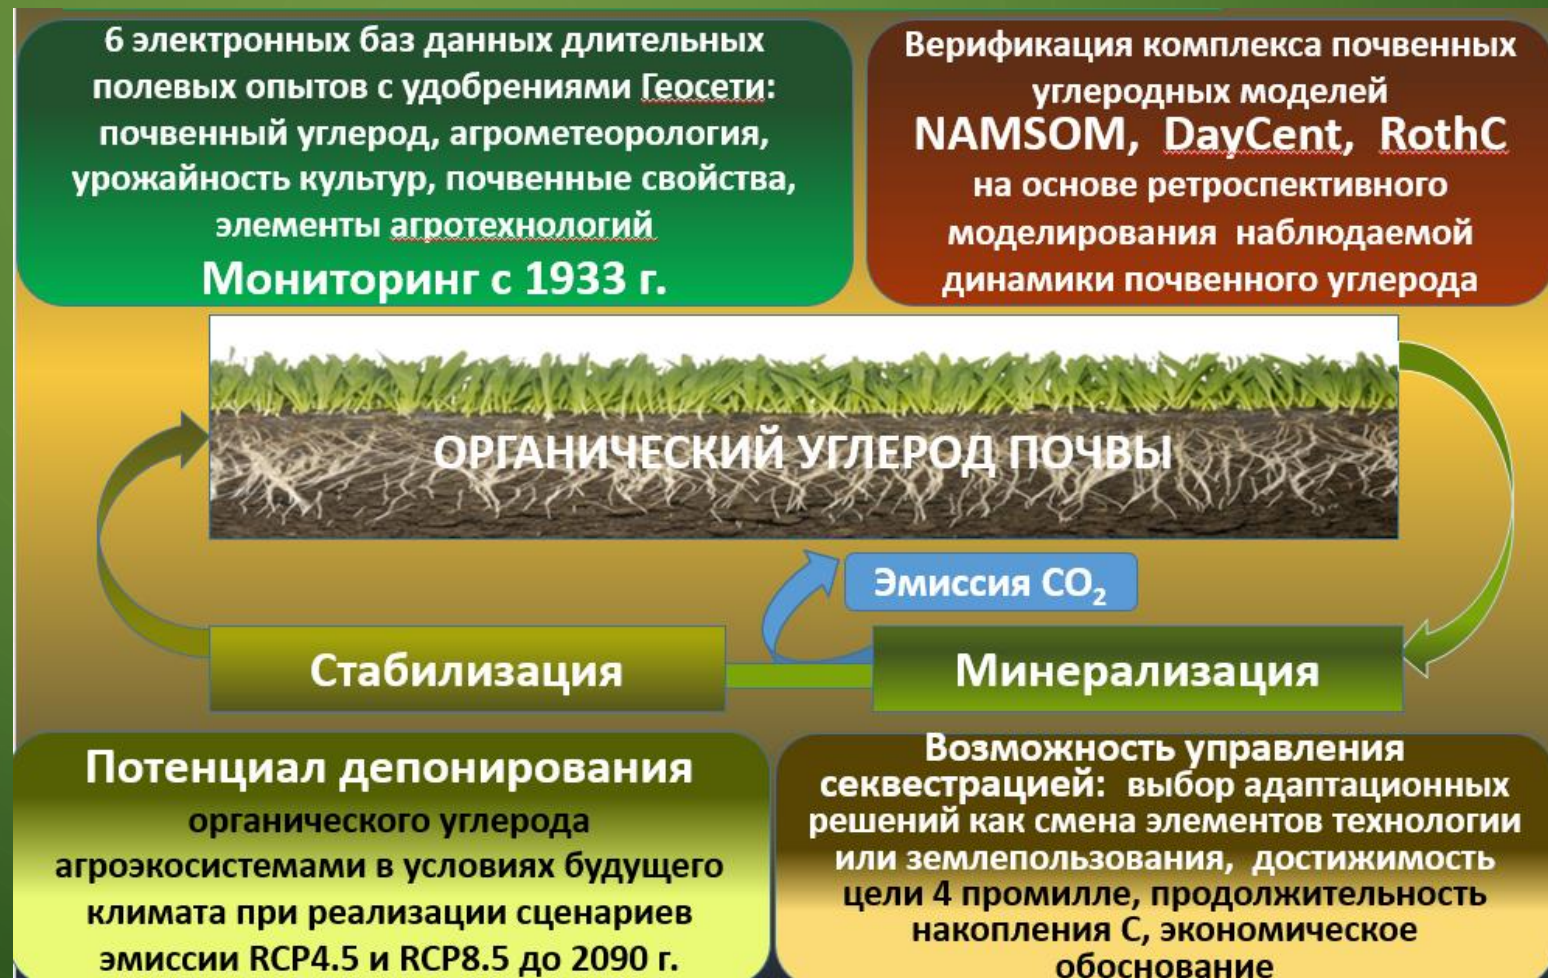 6 электронных баз данных длительных
полевых опытов с удобрениями Геосети:
почвенный углерод, агрометеорология,
урожайность культур, почвенные свойства,
элементы агротехнологий
Мониторинг с 1933 г.
Верификация комплекса почвенных
углеродных моделей
NAMSOM, DayCent, RothC
на основе ретроспективного
моделирования наблюдаемой
динамики почвенного углерода
ОРГАНИЧЕСКИЙ УГЛЕРОД ПОЧВЫ
Эмиссия CO₂
Стабилизация
Минерализация
Потенциал депонирования
органического углерода
агроэкосистемами в условиях будущего
климата при реализации сценариев
эмиссии RCP4.5 и RCP8.5 до 2090 г.
Возможность управления
секвестрацией: выбор адаптационных
решений как смена элементов технологии
или землепользования, достижимость
цели 4 промилле, продолжительность
накопления С, экономическое
обоснование